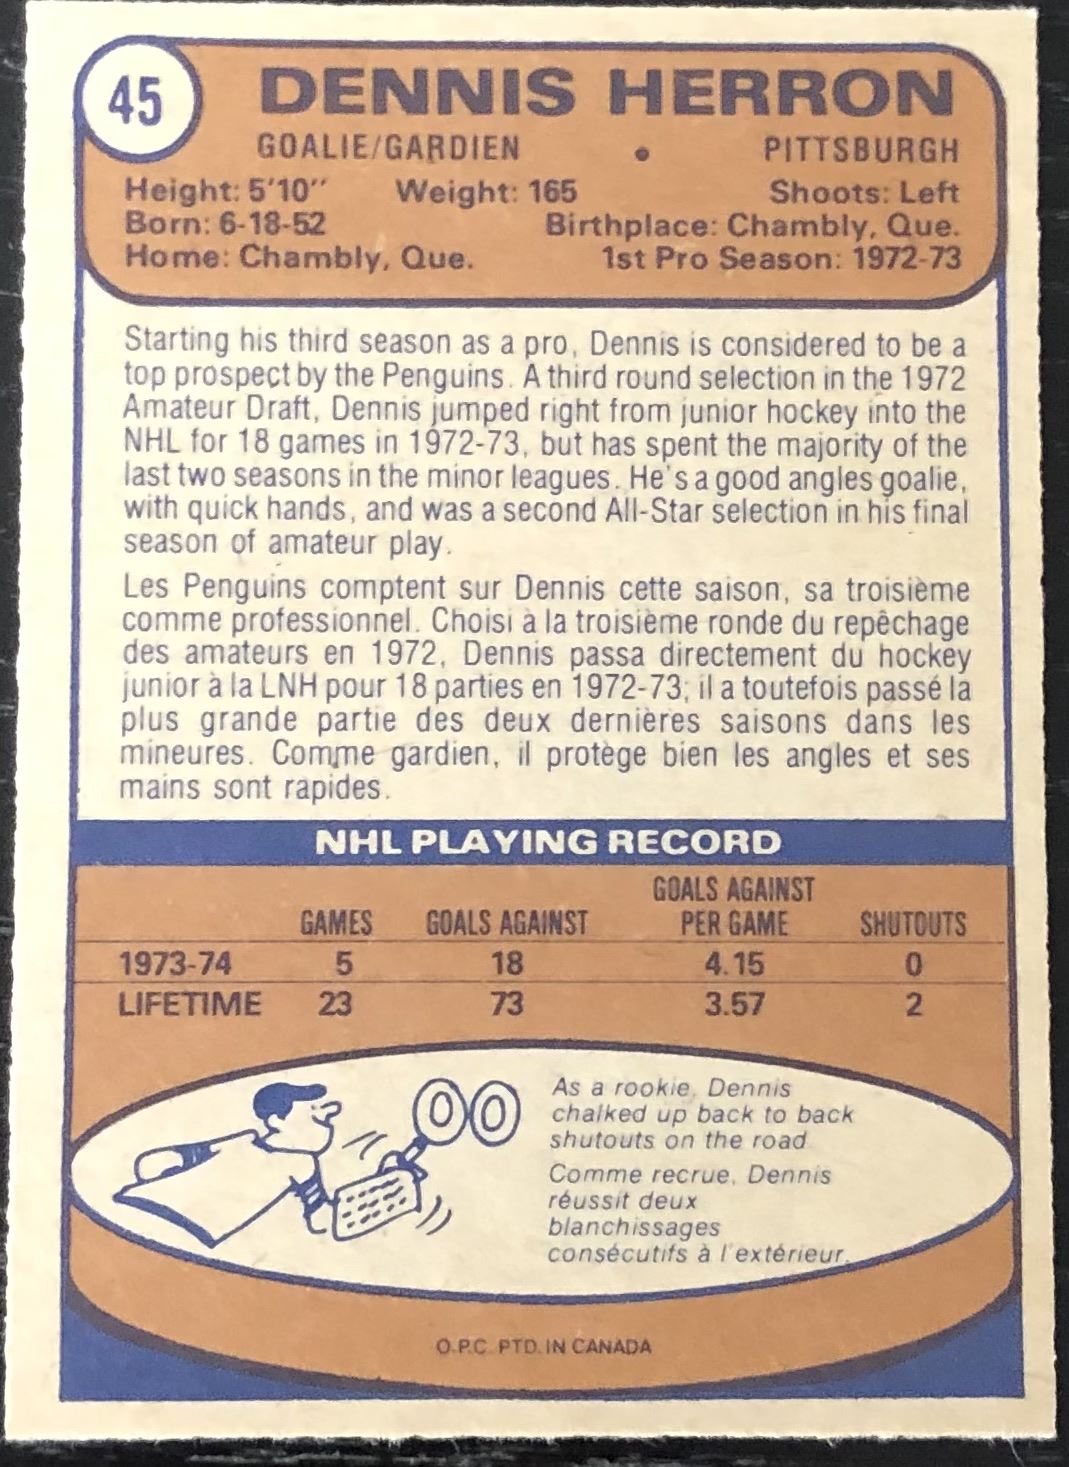 45
DENNIS HERRON
GOALIE/GARDIEN • PITTSBURGH
Height: 5'10" Weight: 165 Shoots: Left
Born: 6-18-52 Birthplace: Chambly, Que.
Home: Chambly, Que. 1st Pro Season: 1972-73
Starting his third season as a pro, Dennis is considered to be a
top prospect by the Penguins. A third round selection in the 1972
Amateur Draft, Dennis jumped right from junior hockey into the
NHL for 18 games in 1972-73, but has spent the majority of the
last two seasons in the minor leagues. He's a good angles goalie,
with quick hands, and was a second All-Star selection in his final
season of amateur play.
Les Penguins comptent sur Dennis cette saison, sa troisième
comme professionnel. Choisi à la troisième ronde du repêchage
des amateurs en 1972, Dennis passa directement du hockey
junior à la LNH pour 18 parties en 1972-73; il a toutefois passé la
plus grande partie des deux dernières saisons dans les
mineures. Comme gardien, il protège bien les angles et ses
mains sont rapides.
NHL PLAYING RECORD
GAMES GOALS AGAINST GOALS AGAINST PER GAME SHUTOUTS
1973-74 5 18 4.15 0
LIFETIME 23 73 3.57 2
00
As a rookie, Dennis
chalked up back to back
shutouts on the road.
Comme recrue, Dennis
réussit deux
blanchissages
consécutifs à l'extérieur.
O.P.C. PTD. IN CANADA